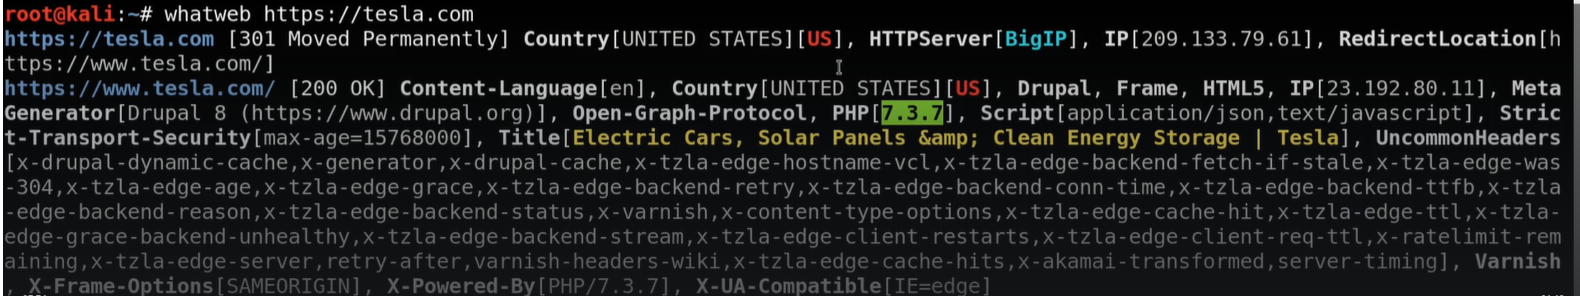 root@kali:~# whatweb https://tesla.com
https://tesla.com [301 Moved Permanently] Country[UNITED STATES][US], HTTPServer[BigIP], IP[209.133.79.61], RedirectLocation[h
ttps://www.tesla.com/]
https://www.tesla.com/ [200 OK] Content-Language[en], Country[UNITED STATES][US], Drupal, Frame, HTML5, IP[23.192.80.11], Meta
Generator[Drupal 8 (https://www.drupal.org)], Open-Graph-Protocol, PHP[7.3.7], Script[application/json,text/javascript], Stric
t-Transport-Security[max-age=15768000], Title[Electric Cars, Solar Panels &amp; Clean Energy Storage | Tesla], UncommonHeaders
[x-drupal-dynamic-cache,x-generator,x-drupal-cache,x-tzla-edge-hostname-vcl,x-tzla-edge-backend-fetch-if-stale,x-tzla-edge-was
-304,x-tzla-edge-age,x-tzla-edge-grace,x-tzla-edge-backend-retry,x-tzla-edge-backend-conn-time,x-tzla-edge-backend-ttfb,x-tzla
-edge-backend-reason,x-tzla-edge-backend-status,x-varnish,x-content-type-options,x-tzla-edge-cache-hit,x-tzla-edge-ttl,x-tzla-
edge-grace-backend-unhealthy,x-tzla-edge-backend-stream,x-tzla-edge-client-restarts,x-tzla-edge-client-req-ttl,x-ratelimit-rem
aining,x-tzla-edge-server,retry-after,varnish-headers-wiki,x-tzla-edge-cache-hits,x-akamai-transformed,server-timing], Varnish
, X-Frame-Options[SAMEORIGIN], X-Powered-By[PHP/7.3.7], X-UA-Compatible[IE=edge]